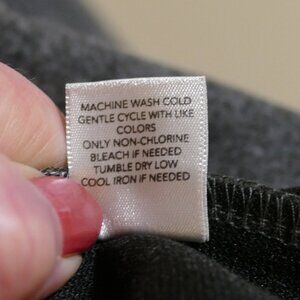 MACHINE WASH COLD
GENTLE CYCLE WITH LIKE
COLORS
ONLY NON-CHLORINE
BLEACH IF NEEDED
TUMBLE DRY LOW
COOL IRON IF NEEDED